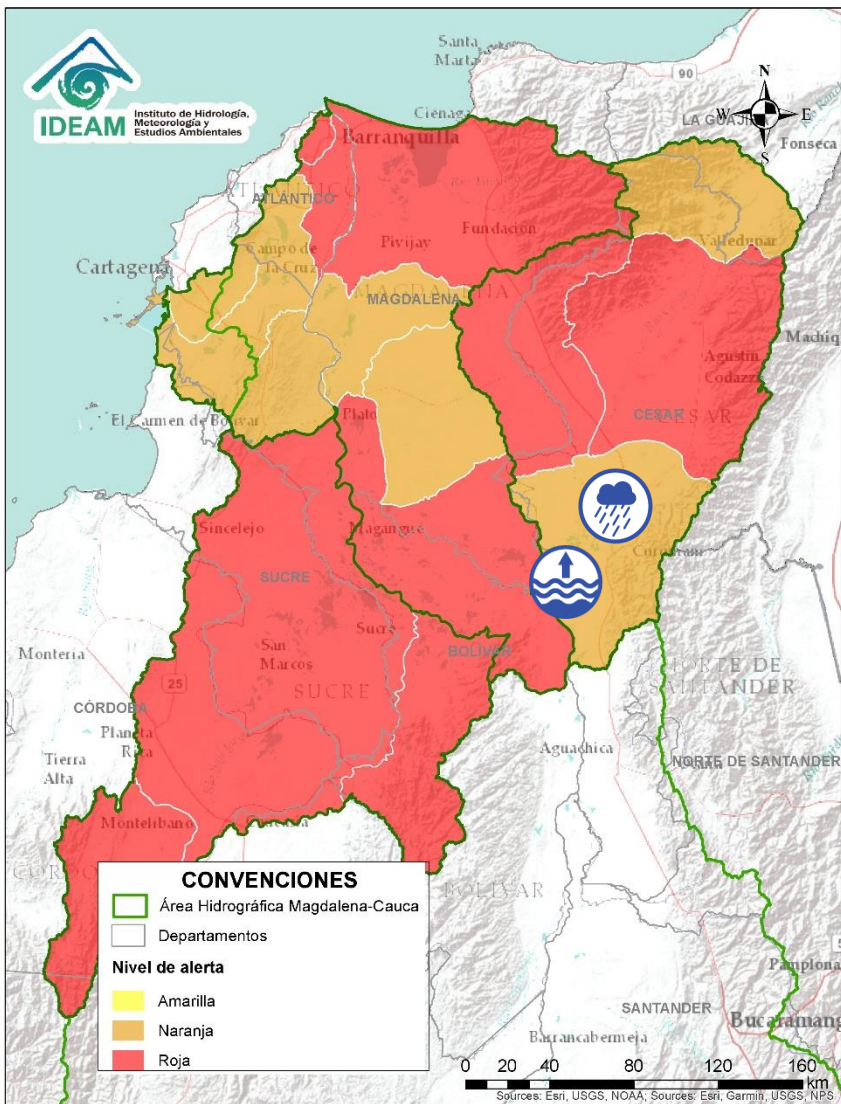 IDEAM
Instituto de Hidrología,
Meteorología y
Estudios Ambientales
Santa
Marta
90
N
E
S
LA GUAJIRA
Ciénaga
Fonseca
Barranquilla
ATLÁNTICO
Fundación
Pivijay
Valledupar
Campo de
la Cruz
Cartagena
MAGDALENA
Agustín
Codazzi
El Carmen de Bolívar
Plato
CESAR
Sincelejo
Magangué
Curumaní
SUCRE
Sucre
San
Marcos
BOLÍVAR
SUCRE
Montería
25
NORTE DE
SANTANDER
CÓRDOBA
Planeta
Rica
Aguachica
Tierra
Alta
NORTE DE SANTANDER
Montelíbano
Caucasia
BOLÍVAR
CONVENCIONES
Área Hidrográfica Magdalena-Cauca
Departamentos
Nivel de alerta
Amarilla
Naranja
Roja
Pamplona
SANTANDER
Bucaramang
Barrancabermeja
0 20 40 80 120 160
km
Sources: Esri, USGS, NOAA; Sources: Esri, Garmin, USGS, NPS